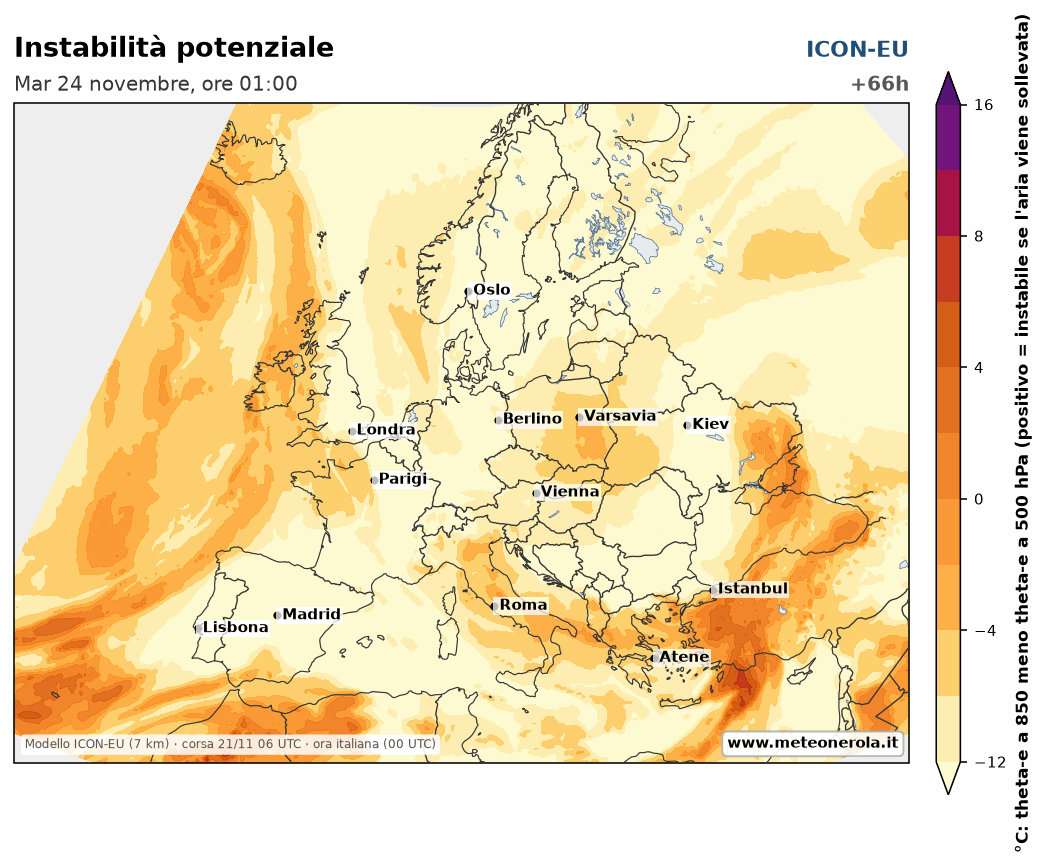 Instabilità potenziale
ICON-EU
Mar 24 novembre, ore 01:00
+66h
Oslo
Berlino
Varsavia
Kiev
Londra
Parigi
Vienna
Istanbul
Roma
Madrid
Lisbona
Atene
Modello ICON-EU (7 km) · corsa 21/11 06 UTC · ora italiana (00 UTC)
www.meteonerola.it
16
8
4
0
−4
−12
°C: theta-e a 850 meno theta-e a 500 hPa (positivo = instabile se l'aria viene sollevata)